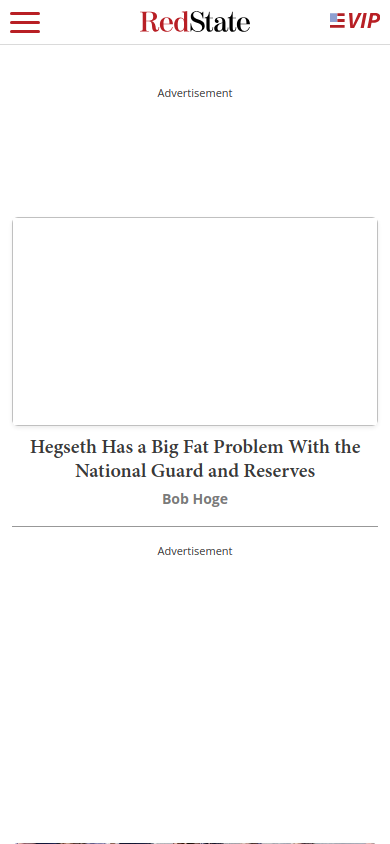 RedState
VIP
Advertisement
Hegseth Has a Big Fat Problem With the
National Guard and Reserves
Bob Hoge
Advertisement